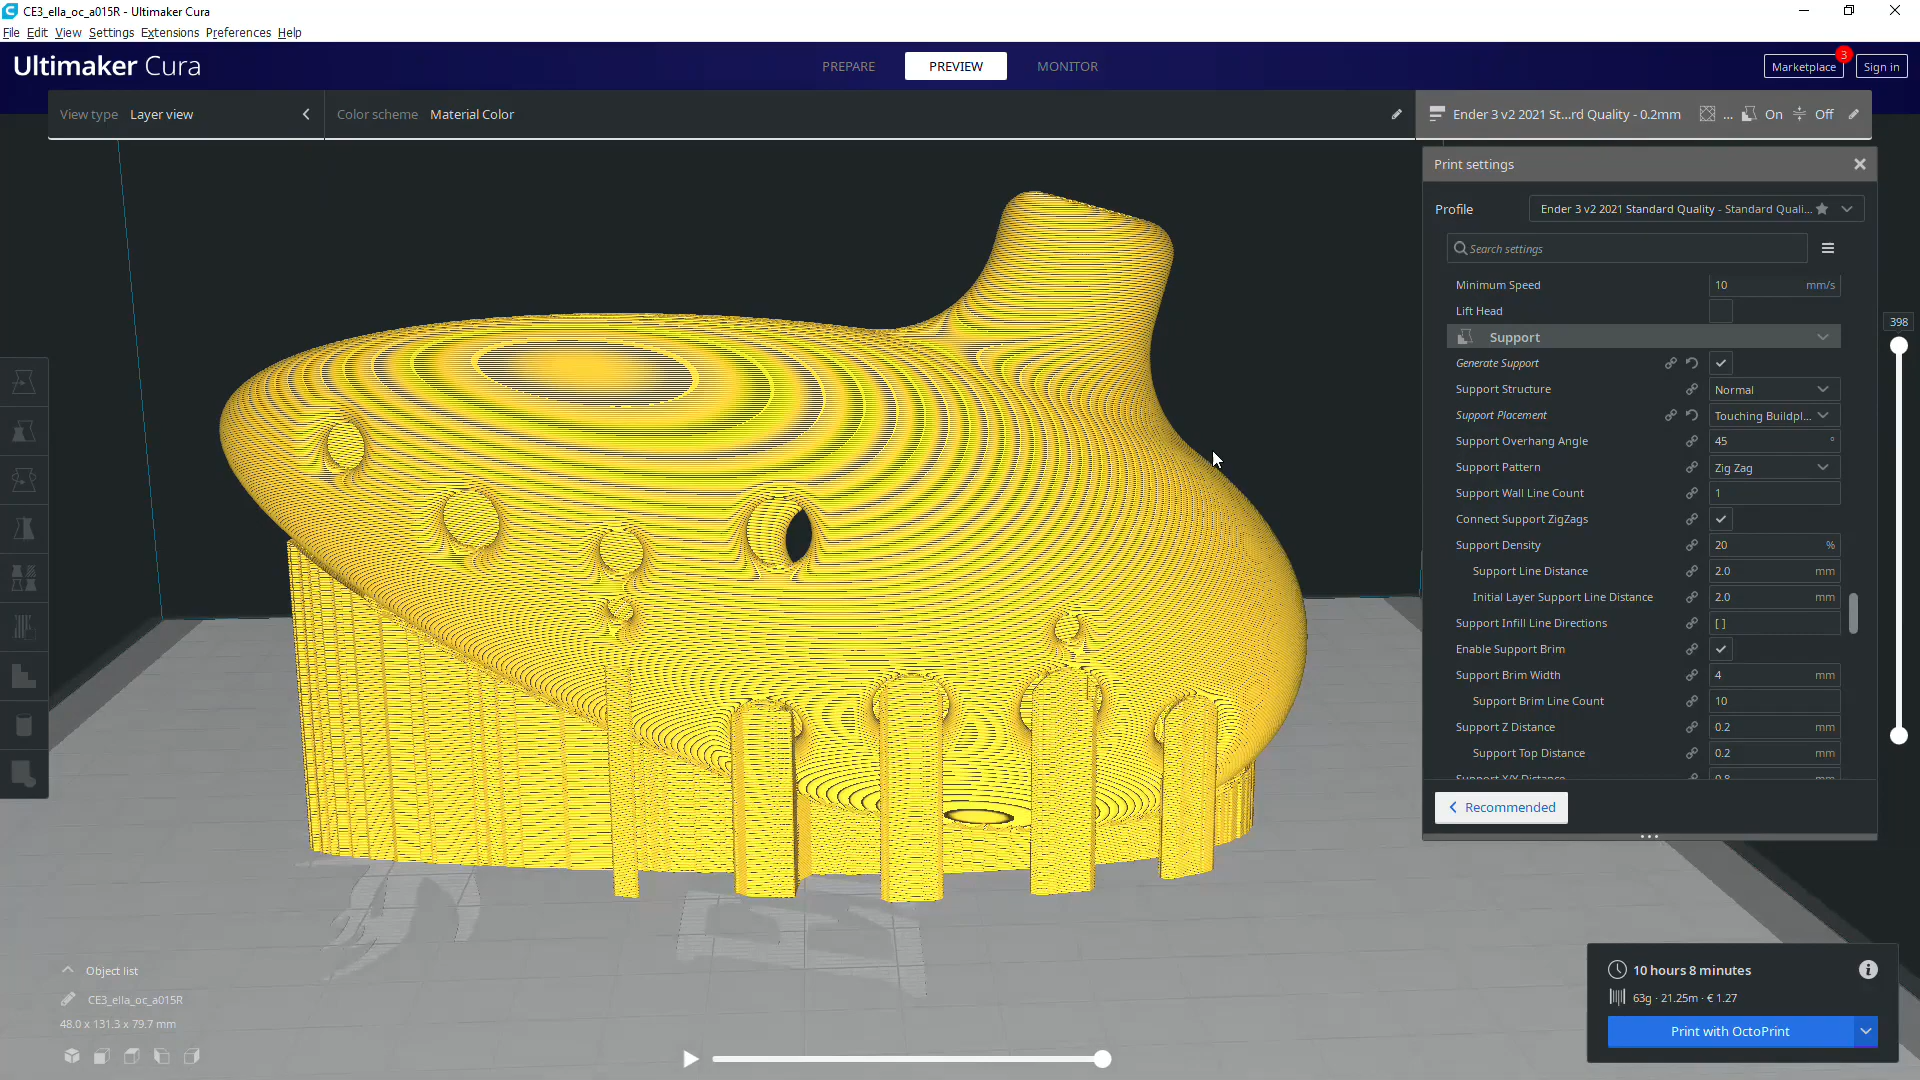 CE3_ella_oc_a015R - Ultimaker Cura
File Edit View Settings Extensions Preferences Help
Ultimaker Cura
PREPARE PREVIEW MONITOR
Marketplace 3 Sign in
View type Layer view
Color scheme Material Color
Ender 3 v2 2021 St...rd Quality - 0.2mm ... On Off
Print settings
Profile Ender 3 v2 2021 Standard Quality - Standard Quali...
Search settings
Minimum Speed 10 mm/s
Lift Head
Support
Generate Support
Support Structure Normal
Support Placement Touching Buildpl...
Support Overhang Angle 45 °
Support Pattern Zig Zag
Support Wall Line Count 1
Connect Support ZigZags
Support Density 20 %
Support Line Distance 2.0 mm
Initial Layer Support Line Distance 2.0 mm
Support Infill Line Directions [ ]
Enable Support Brim
Support Brim Width 4 mm
Support Brim Line Count 10
Support Z Distance 0.2 mm
Support Top Distance 0.2 mm
Support X/Y Distance 0.8 mm
Recommended
398
Object list
CE3_ella_oc_a015R
48.0 x 131.3 x 79.7 mm
10 hours 8 minutes
63g · 21.25m · € 1.27
Print with OctoPrint